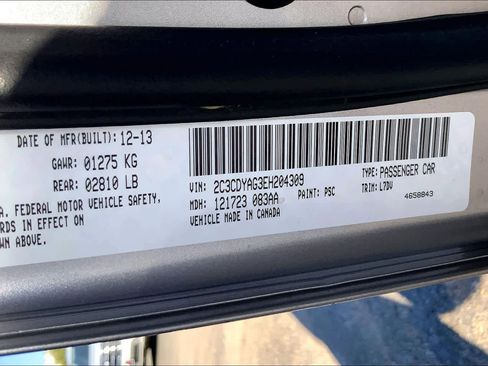 DATE OF MFR(BUILT): 12-13
GAWR: 01275 KG
REAR: 02810 LB
A. FEDERAL MOTOR VEHICLE SAFETY,
RDS IN EFFECT ON
OWN ABOVE.
VIN: 2C3CDYAG3EH204309
TYPE: PASSENGER CAR
MDH: 121723 083AA
PAINT: PSC
TRIM: L7DV
VEHICLE MADE IN CANADA
4658843